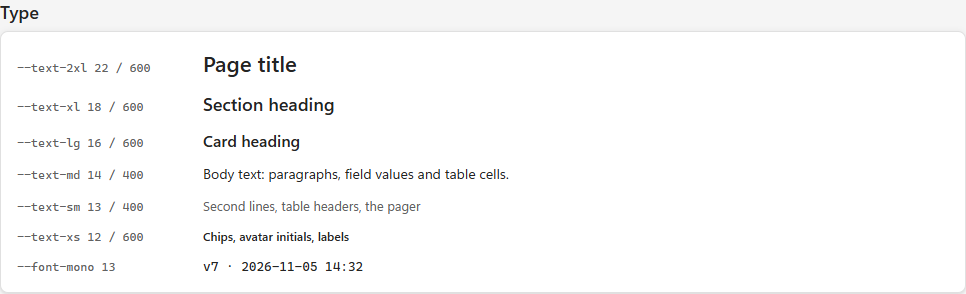 Type
--text-2xl 22 / 600 Page title
--text-xl 18 / 600 Section heading
--text-lg 16 / 600 Card heading
--text-md 14 / 400 Body text: paragraphs, field values and table cells.
--text-sm 13 / 400 Second lines, table headers, the pager
--text-xs 12 / 600 Chips, avatar initials, labels
--font-mono 13 v7 · 2026-11-05 14:32